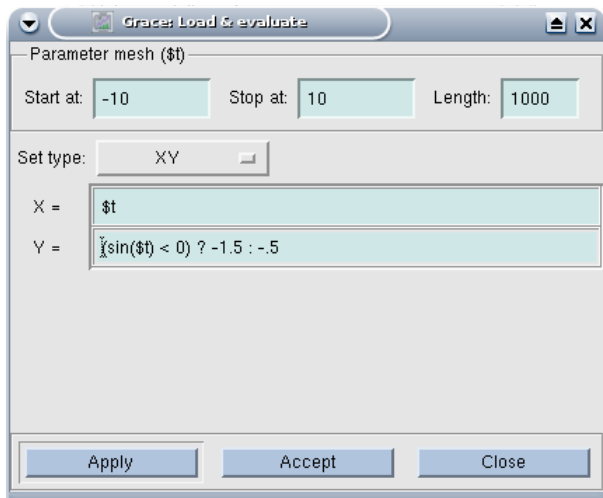 Grace: Load & evaluate
Parameter mesh ($t)
Start at: -10 Stop at: 10 Length: 1000
Set type: XY
X = $t
Y = (sin($t) < 0) ? -1.5 : -.5
Apply Accept Close